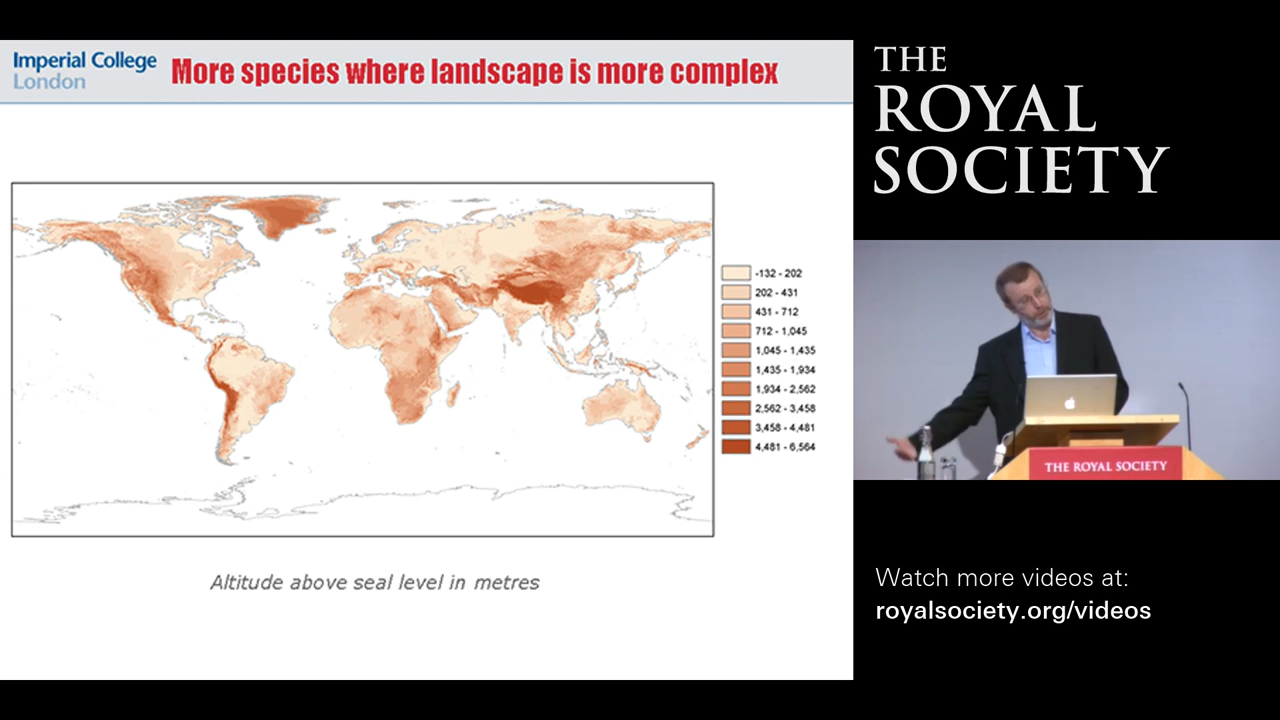 Imperial College
London
More species where landscape is more complex
-132 - 202
202 - 431
431 - 712
712 - 1,045
1,045 - 1,435
1,435 - 1,934
1,934 - 2,562
2,562 - 3,458
3,458 - 4,481
4,481 - 6,564
Altitude above seal level in metres
THE
ROYAL
SOCIETY
THE ROYAL SOCIETY
Watch more videos at:
royalsociety.org/videos